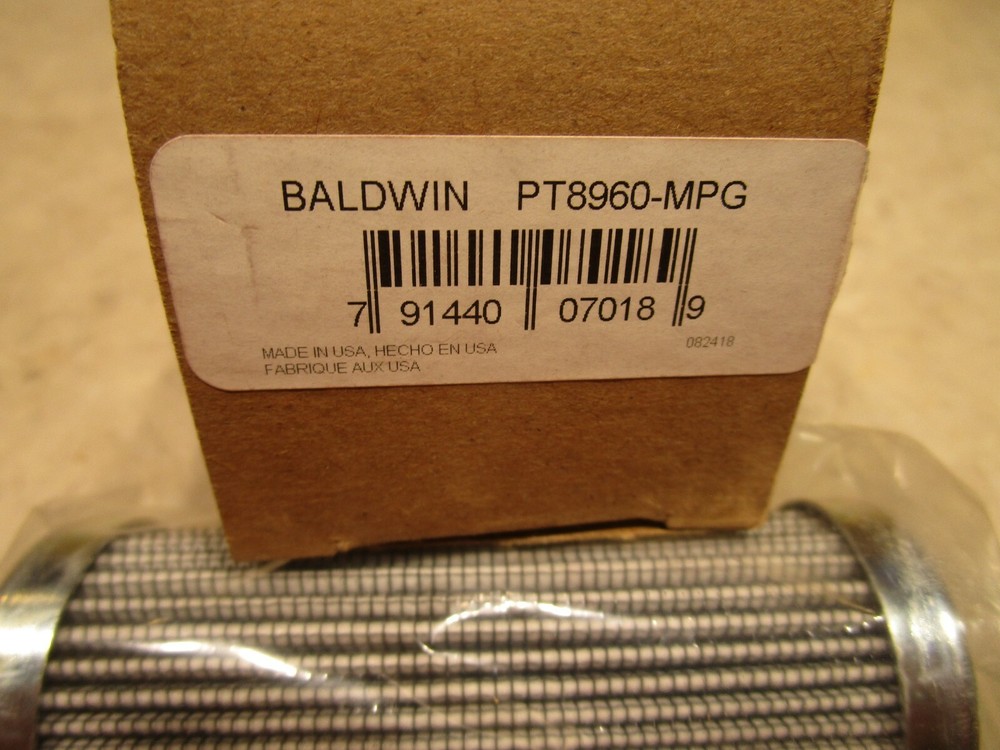 BALDWIN PT8960-MPG
7 91440 07018 9
MADE IN USA, HECHO EN USA
FABRIQUE AUX USA
082418